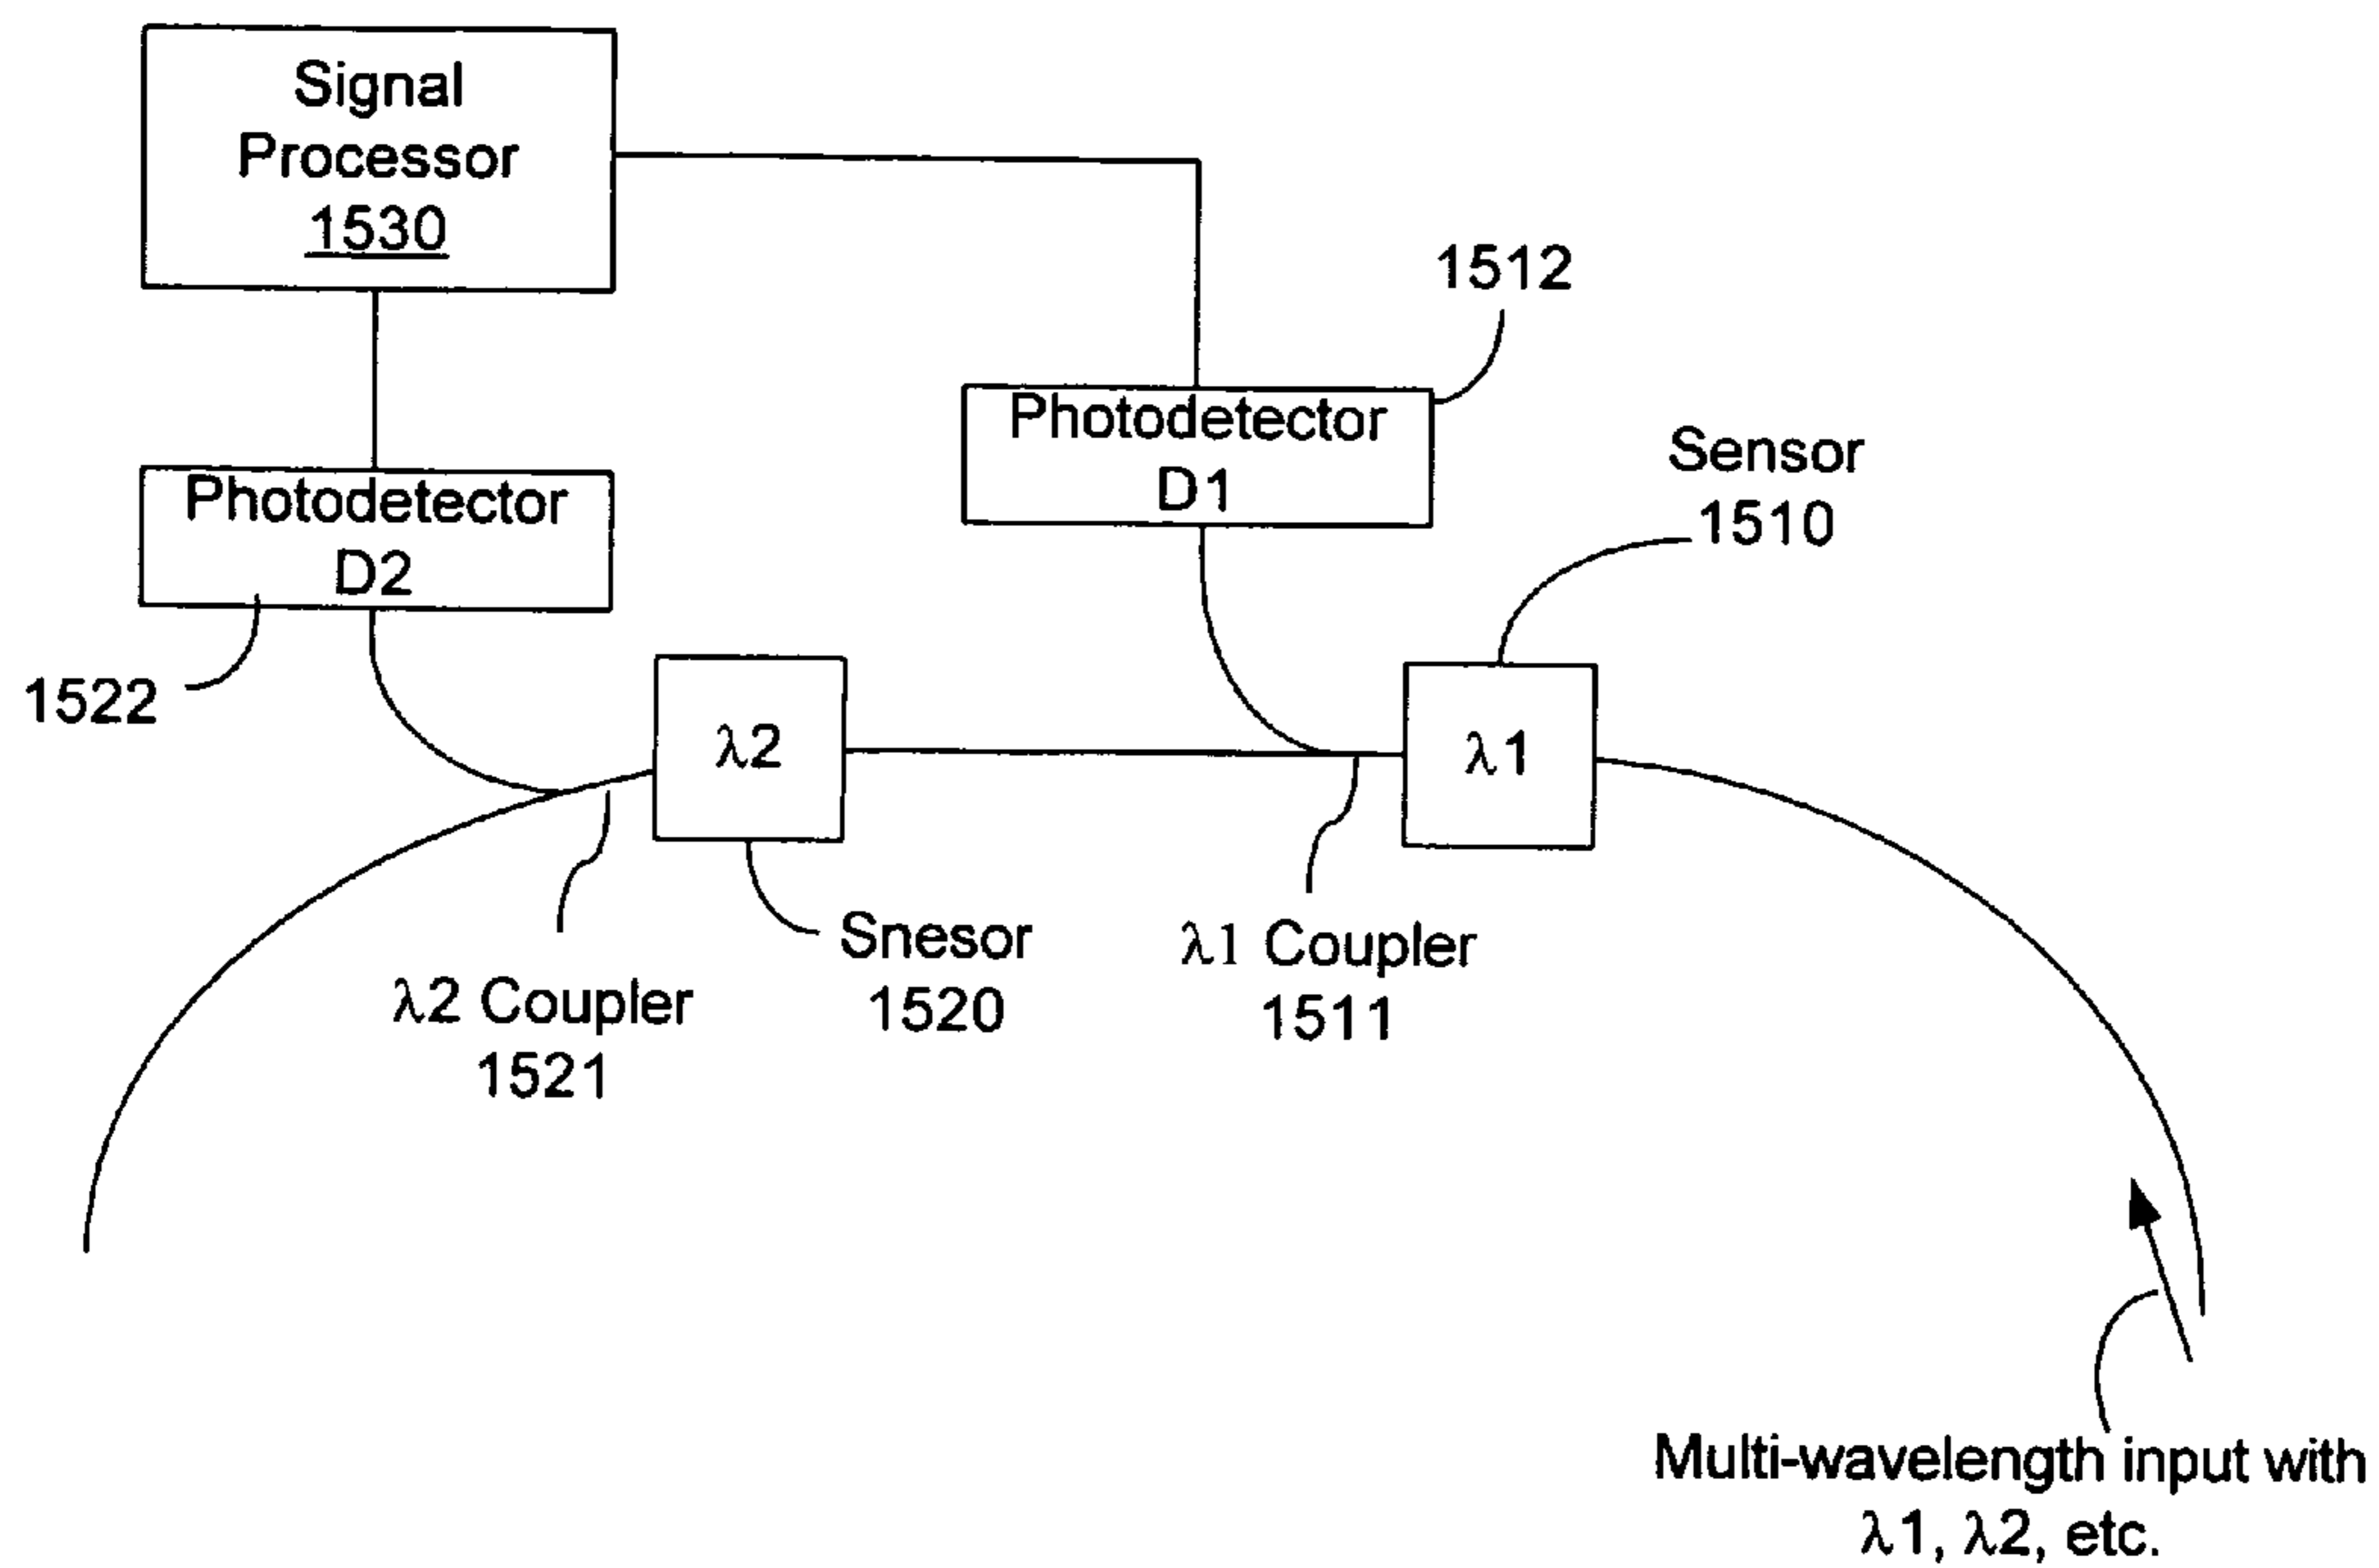 Signal
Processor
1530
1512
Photodetector
D1
Sensor
1510
Photodetector
D2
1522
λ2
λ1
Snesor
1520
λ1 Coupler
1511
λ2 Coupler
1521
Multi-wavelength input with
λ1, λ2, etc.